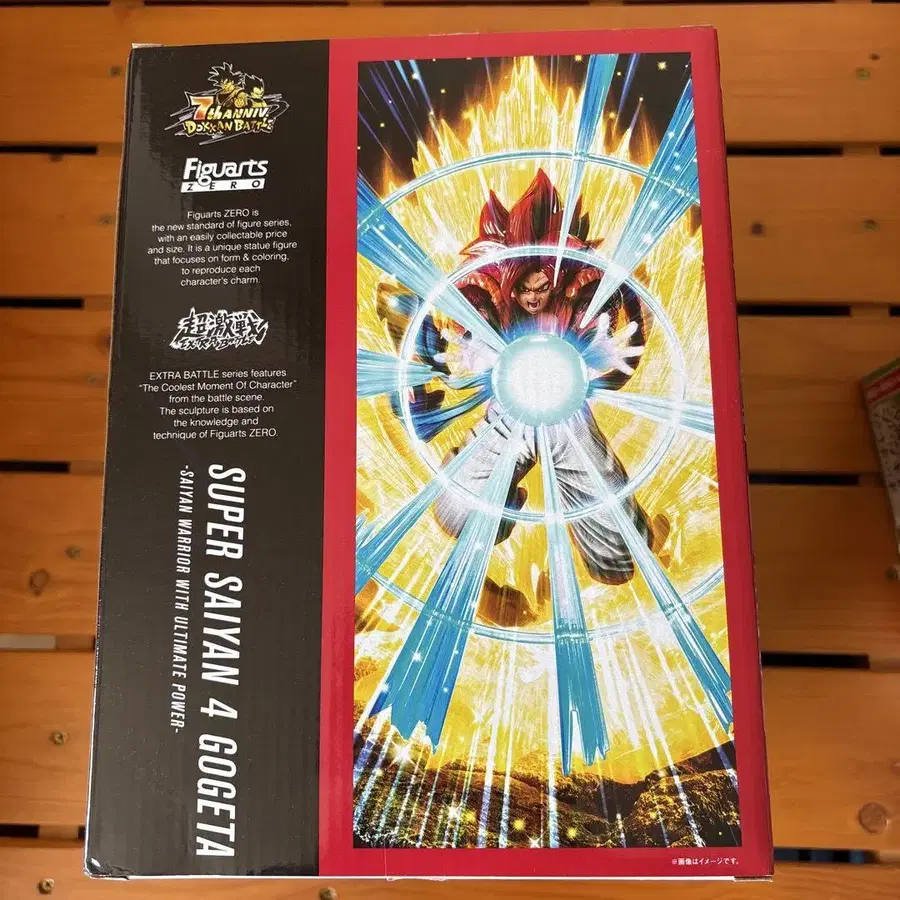 7th ANNIV.
DOKKAN BATTLE
Figuarts
ZERO
Figuarts ZERO is
the new standard of figure series,
with an easily collectable price
and size. It is a unique statue figure
that focuses on form & coloring,
to reproduce each
character's charm.
超激戦
EXTRA BATTLE
EXTRA BATTLE series features
"The Coolest Moment Of Character"
from the battle scene.
The sculpture is based on
the knowledge and
technique of Figuarts ZERO.
SUPER SAIYAN 4 GOGETA
-SAIYAN WARRIOR WITH ULTIMATE POWER-
※画像はイメージです。